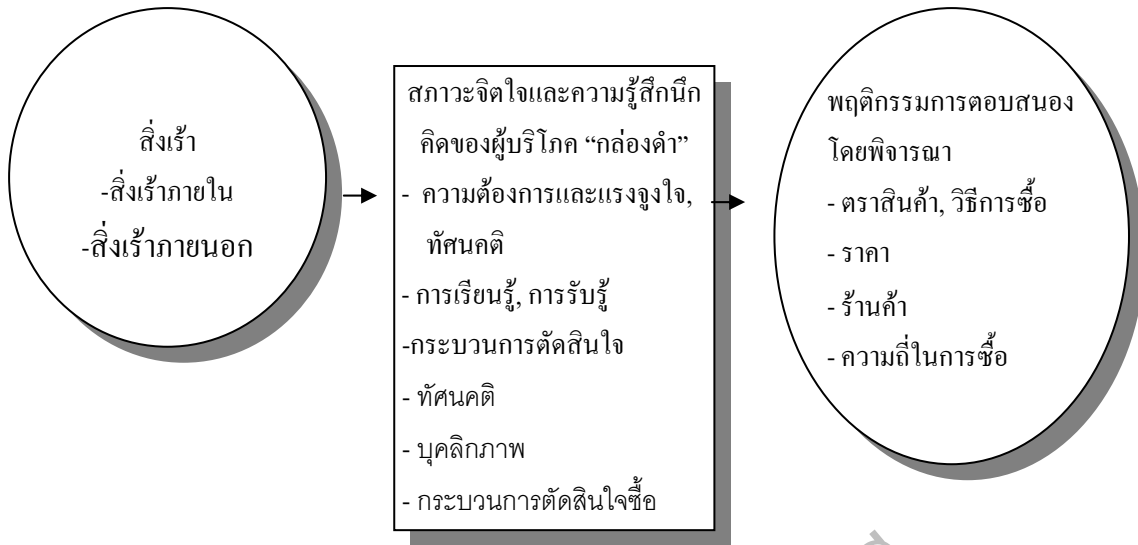 สิ่งเร้า
-สิ่งเร้าภายใน
-สิ่งเร้าภายนอก
สภาวะจิตใจและความรู้สึกนึก
คิดของผู้บริโภค “กล่องดำ”
- ความต้องการและแรงจูงใจ,
ทัศนคติ
- การเรียนรู้, การรับรู้
-กระบวนการตัดสินใจ
- ทัศนคติ
- บุคลิกภาพ
- กระบวนการตัดสินใจซื้อ
พฤติกรรมการตอบสนอง
โดยพิจารณา
- ตราสินค้า, วิธีการซื้อ
- ราคา
- ร้านค้า
- ความถี่ในการซื้อ